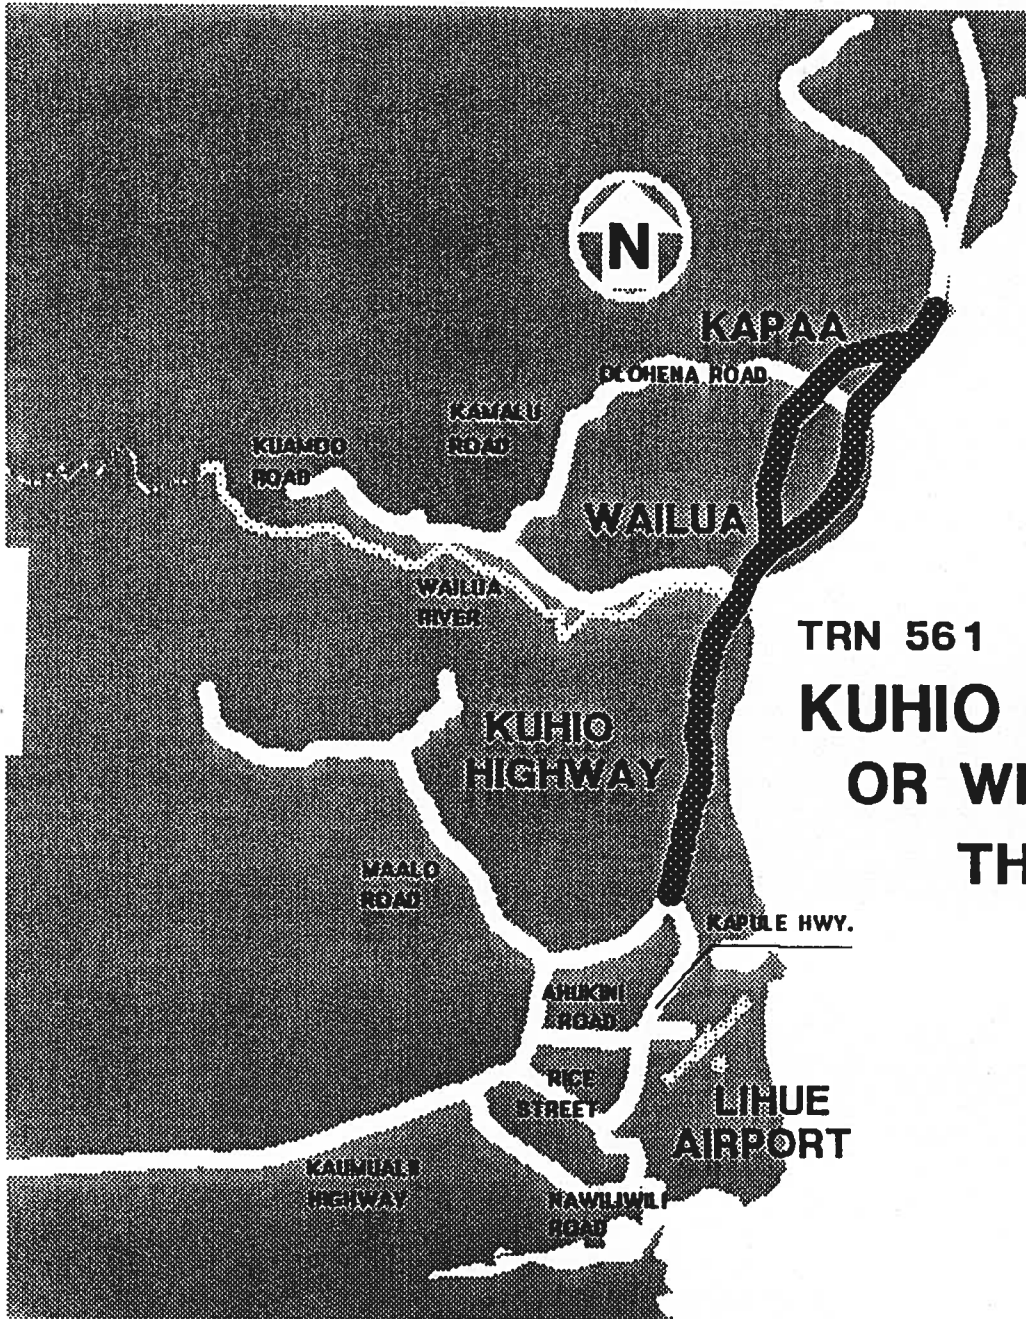 N
KAPAA
OLOHENA ROAD
KAMALU
ROAD
KUAMOO
ROAD
WAILUA
WAILUA
RIVER
TRN 561
KUHIO
OR WI
TH
KUHIO
HIGHWAY
MAALO
ROAD
KAPULE HWY.
AHUKINI
ROAD
RICE
STREET
LIHUE
AIRPORT
KAUMUALII
HIGHWAY
NAWILIWILI
ROAD